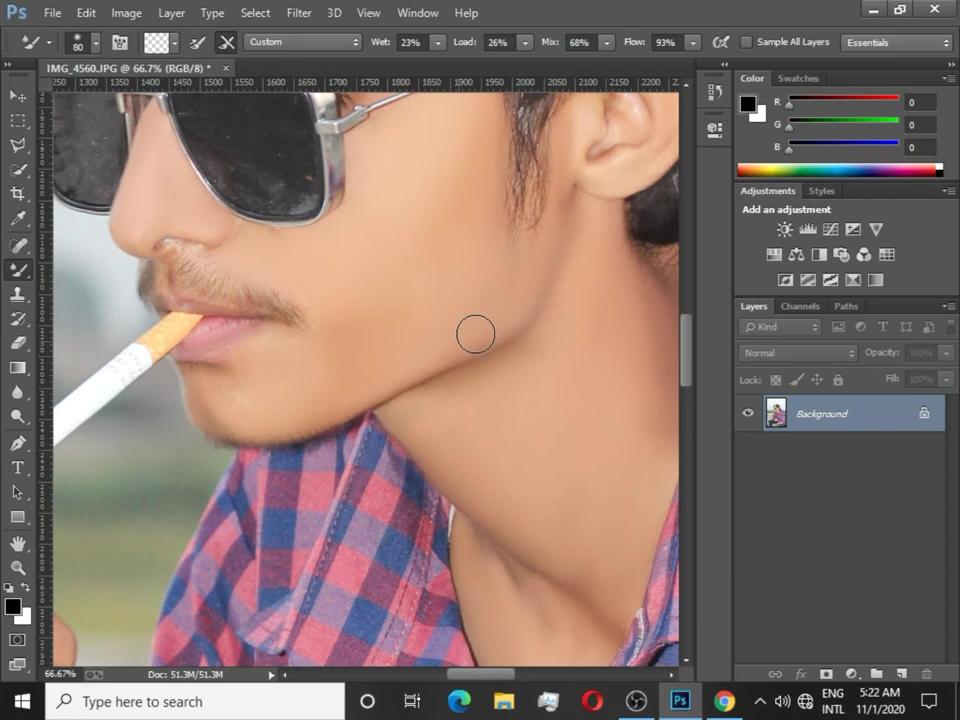 Ps File Edit Image Layer Type Select Filter 3D View Window Help
80 Custom Wet: 23% Load: 26% Mix: 68% Flow: 93% Sample All Layers Essentials
IMG_4560.JPG @ 66.7% (RGB/8) * ×
1300 1350 1400 1450 1500 1550 1600 1650 1700 1750 1800 1850 1900 1950 2000 2050 2100 2150 2200
Color Swatches
R 0
G 0
B 0
Adjustments Styles
Add an adjustment
Layers Channels Paths
Kind
Normal Opacity: 100%
Lock: Fill: 100%
Background
66.67% Doc: 51.3M/51.3M
Type here to search
Ps
ENG
INTL
5:22 AM
11/1/2020